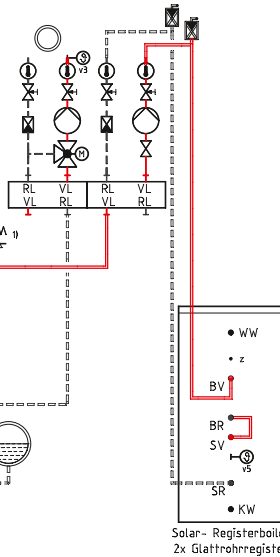 v3
M
RL VL RL VL
VL RL VL RL
1)
WW
z
BV
BR
SV
v5
SR
KW
Solar- Registerboile
2x Glattrohrregiste